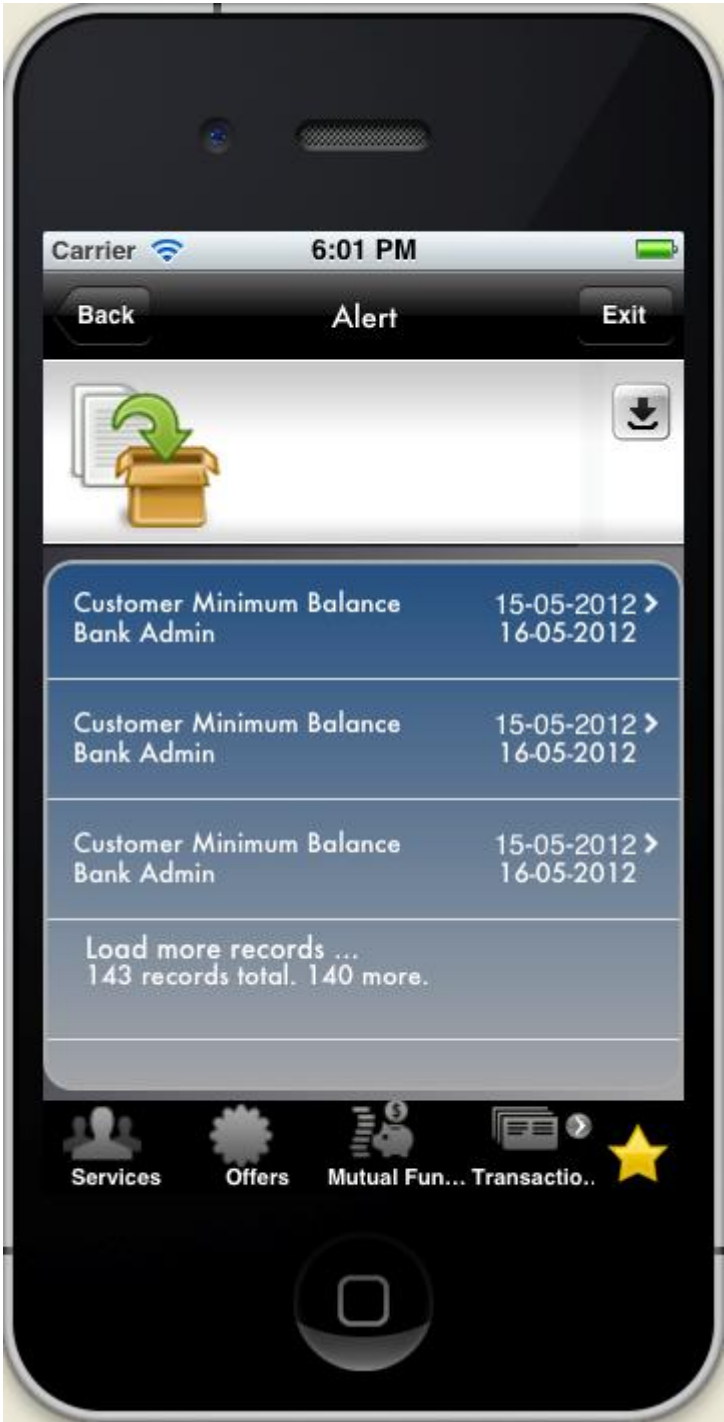 Carrier 6:01 PM
Back Alert Exit
Customer Minimum Balance 15-05-2012
Bank Admin 16-05-2012
Customer Minimum Balance 15-05-2012
Bank Admin 16-05-2012
Customer Minimum Balance 15-05-2012
Bank Admin 16-05-2012
Load more records ...
143 records total. 140 more.
Services Offers Mutual Fun... Transactio..